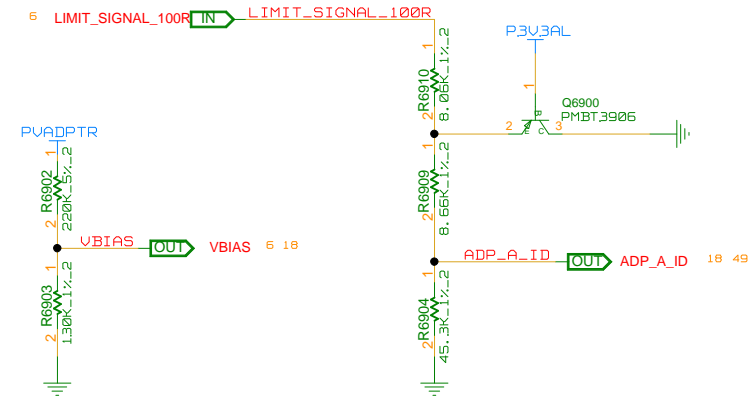 6 LIMIT_SIGNAL_100R IN LIMIT_SIGNAL_100R
P3V3AL
1
R6910
8.06K_1%_2
2
1
B
E
C
2
3
Q6900
PMBT3906
PVADPTR
1
R6902
220K_5%_2
2
1
R6909
8.66K_1%_2
2
VBIAS OUT VBIAS 6 18
ADP_A_ID OUT ADP_A_ID 18 49
1
R6903
130K_1%_2
2
1
R6904
45.3K_1%_2
2